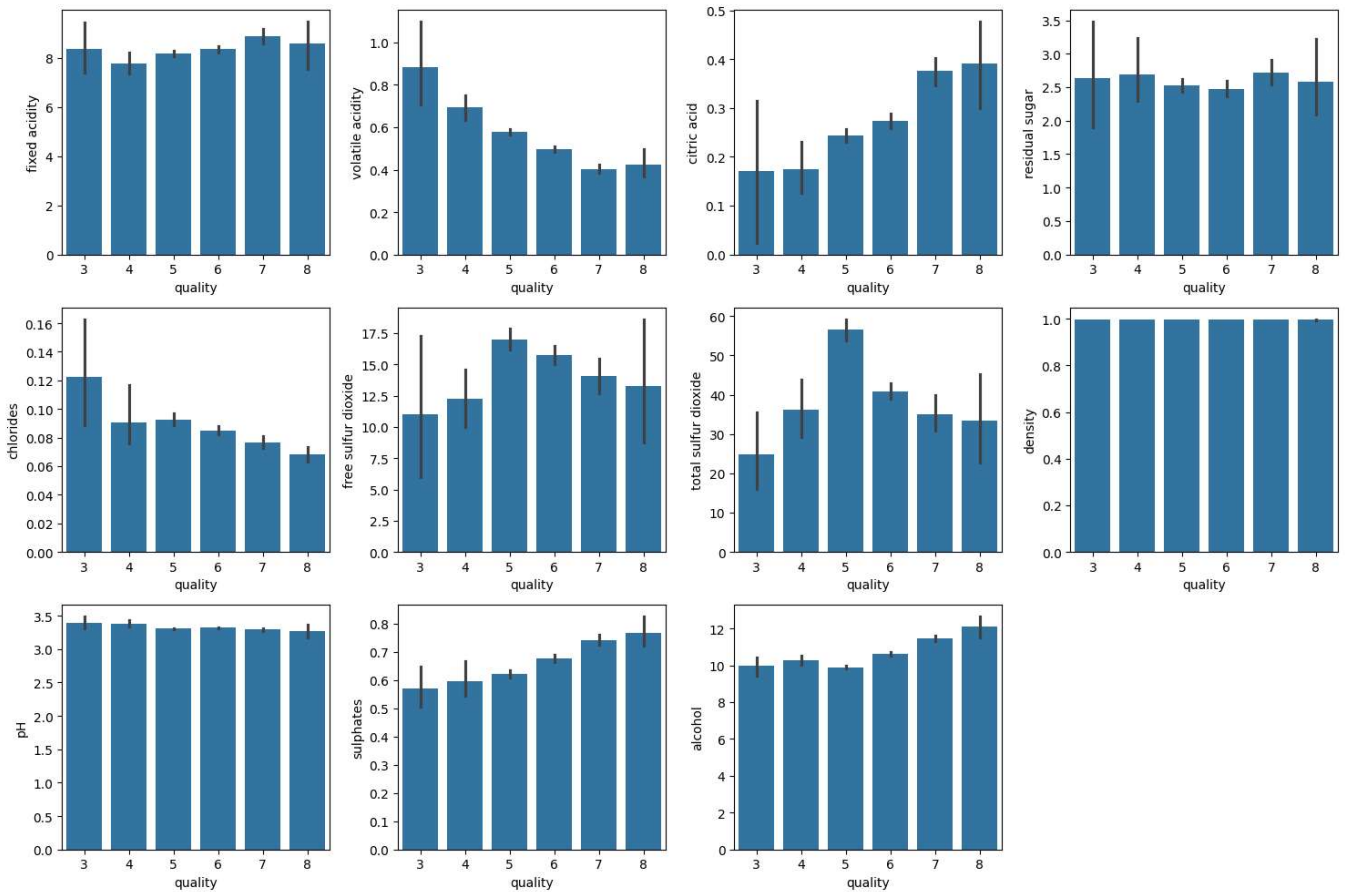 fixed acidity
8
6
4
2
0
3 4 5 6 7 8
quality
volatile acidity
1.0
0.8
0.6
0.4
0.2
0.0
3 4 5 6 7 8
quality
citric acid
0.5
0.4
0.3
0.2
0.1
0.0
3 4 5 6 7 8
quality
residual sugar
3.5
3.0
2.5
2.0
1.5
1.0
0.5
0.0
3 4 5 6 7 8
quality
chlorides
0.16
0.14
0.12
0.10
0.08
0.06
0.04
0.02
0.00
3 4 5 6 7 8
quality
free sulfur dioxide
17.5
15.0
12.5
10.0
7.5
5.0
2.5
0.0
3 4 5 6 7 8
quality
total sulfur dioxide
60
50
40
30
20
10
0
3 4 5 6 7 8
quality
density
1.0
0.8
0.6
0.4
0.2
0.0
3 4 5 6 7 8
quality
pH
3.5
3.0
2.5
2.0
1.5
1.0
0.5
0.0
3 4 5 6 7 8
quality
sulphates
0.8
0.7
0.6
0.5
0.4
0.3
0.2
0.1
0.0
3 4 5 6 7 8
quality
alcohol
12
10
8
6
4
2
0
3 4 5 6 7 8
quality